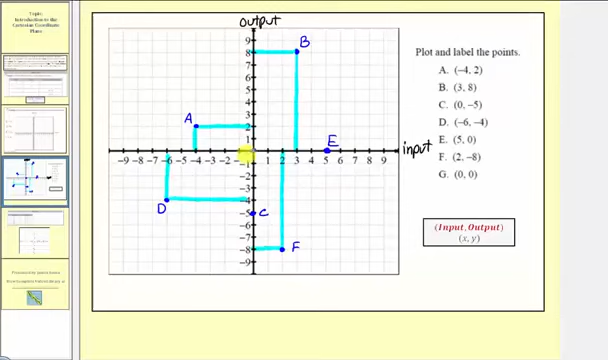 Topic:
Introduction to the
Cartesian Coordinate
Plane
output
9
8
7
6
5
4
3
2
1
B
A
E
input
-9 -8 -7 -6 -5 -4 -3 -2 1 2 3 4 5 6 7 8 9
-1
-2
-3
-4
-5
-6
-7
-8
-9
D
C
F
Plot and label the points.
A. (-4, 2)
B. (3, 8)
C. (0, -5)
D. (-6, -4)
E. (5, 0)
F. (2, -8)
G. (0, 0)
(Input, Output)
(x, y)